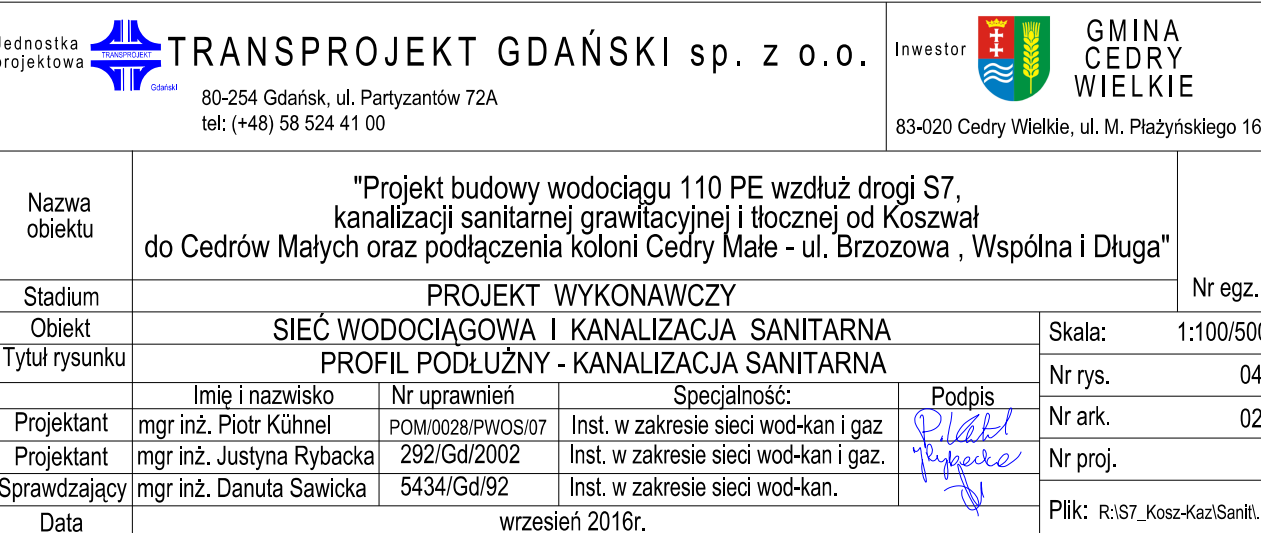 Jednostka
projektowa
TRANSPROJEKT
Gdański
TRANSPROJEKT GDAŃSKI sp. z o.o.
80-254 Gdańsk, ul. Partyzantów 72A
tel: (+48) 58 524 41 00
Inwestor
GMINA
CEDRY
WIELKIE
83-020 Cedry Wielkie, ul. M. Płażyńskiego 16
Nazwa
obiektu
"Projekt budowy wodociągu 110 PE wzdłuż drogi S7,
kanalizacji sanitarnej grawitacyjnej i tłocznej od Koszwał
do Cedrów Małych oraz podłączenia koloni Cedry Małe - ul. Brzozowa , Wspólna i Długa"
Nr egz.
Stadium PROJEKT WYKONAWCZY
Obiekt SIEĆ WODOCIĄGOWA I KANALIZACJA SANITARNA
Skala: 1:100/500
Tytuł rysunku PROFIL PODŁUŻNY - KANALIZACJA SANITARNA
Nr rys. 04
Imię i nazwisko Nr uprawnień Specjalność: Podpis
Projektant mgr inż. Piotr Kühnel POM/0028/PWOS/07 Inst. w zakresie sieci wod-kan i gaz
Nr ark. 02
Projektant mgr inż. Justyna Rybacka 292/Gd/2002 Inst. w zakresie sieci wod-kan i gaz.
Nr proj.
Sprawdzający mgr inż. Danuta Sawicka 5434/Gd/92 Inst. w zakresie sieci wod-kan.
Data wrzesień 2016r.
Plik: R:\S7_Kosz-Kaz\Sanit\.